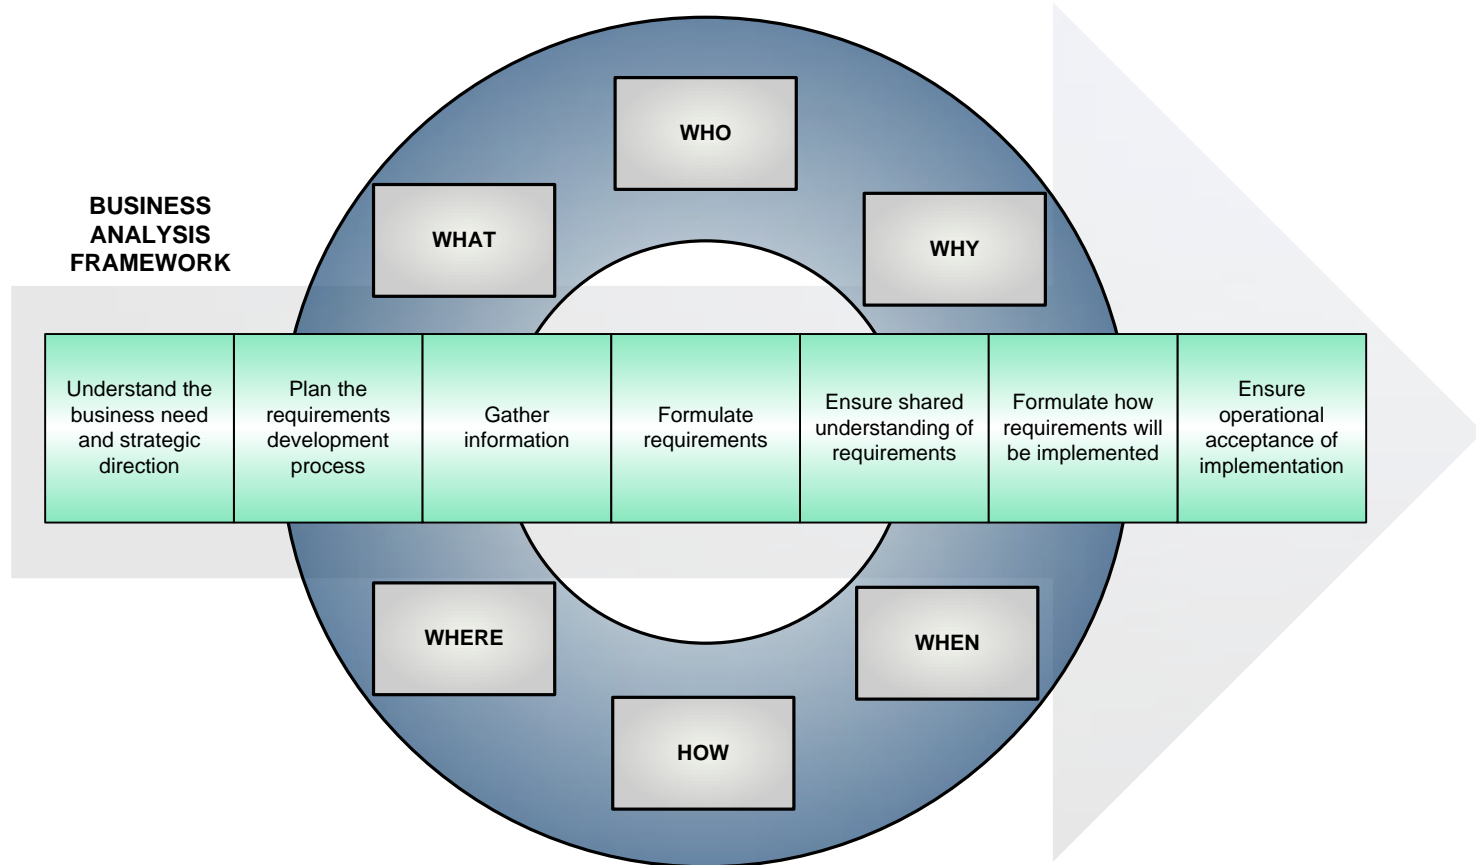 WHO
WHAT
WHY
BUSINESS
ANALYSIS
FRAMEWORK
Understand the
business need
and strategic
direction
Plan the
requirements
development
process
Gather
information
Formulate
requirements
Ensure shared
understanding of
requirements
Formulate how
requirements will
be implemented
Ensure
operational
acceptance of
implementation
WHERE
WHEN
HOW